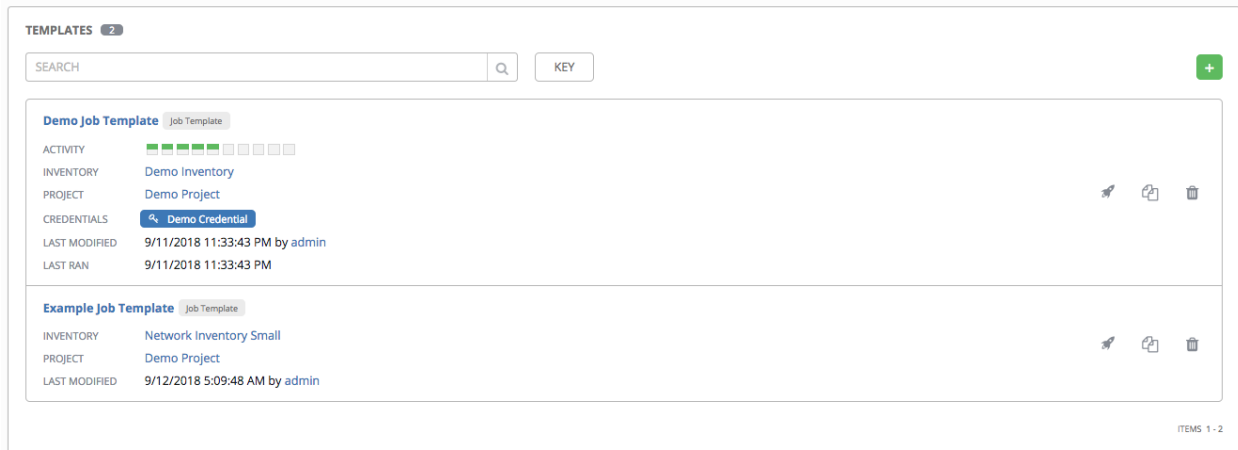 TEMPLATES 2
SEARCH KEY +
Demo Job Template Job Template
ACTIVITY
INVENTORY Demo Inventory
PROJECT Demo Project
CREDENTIALS Demo Credential
LAST MODIFIED 9/11/2018 11:33:43 PM by admin
LAST RAN 9/11/2018 11:33:43 PM
Example Job Template Job Template
INVENTORY Network Inventory Small
PROJECT Demo Project
LAST MODIFIED 9/12/2018 5:09:48 AM by admin
ITEMS 1 - 2